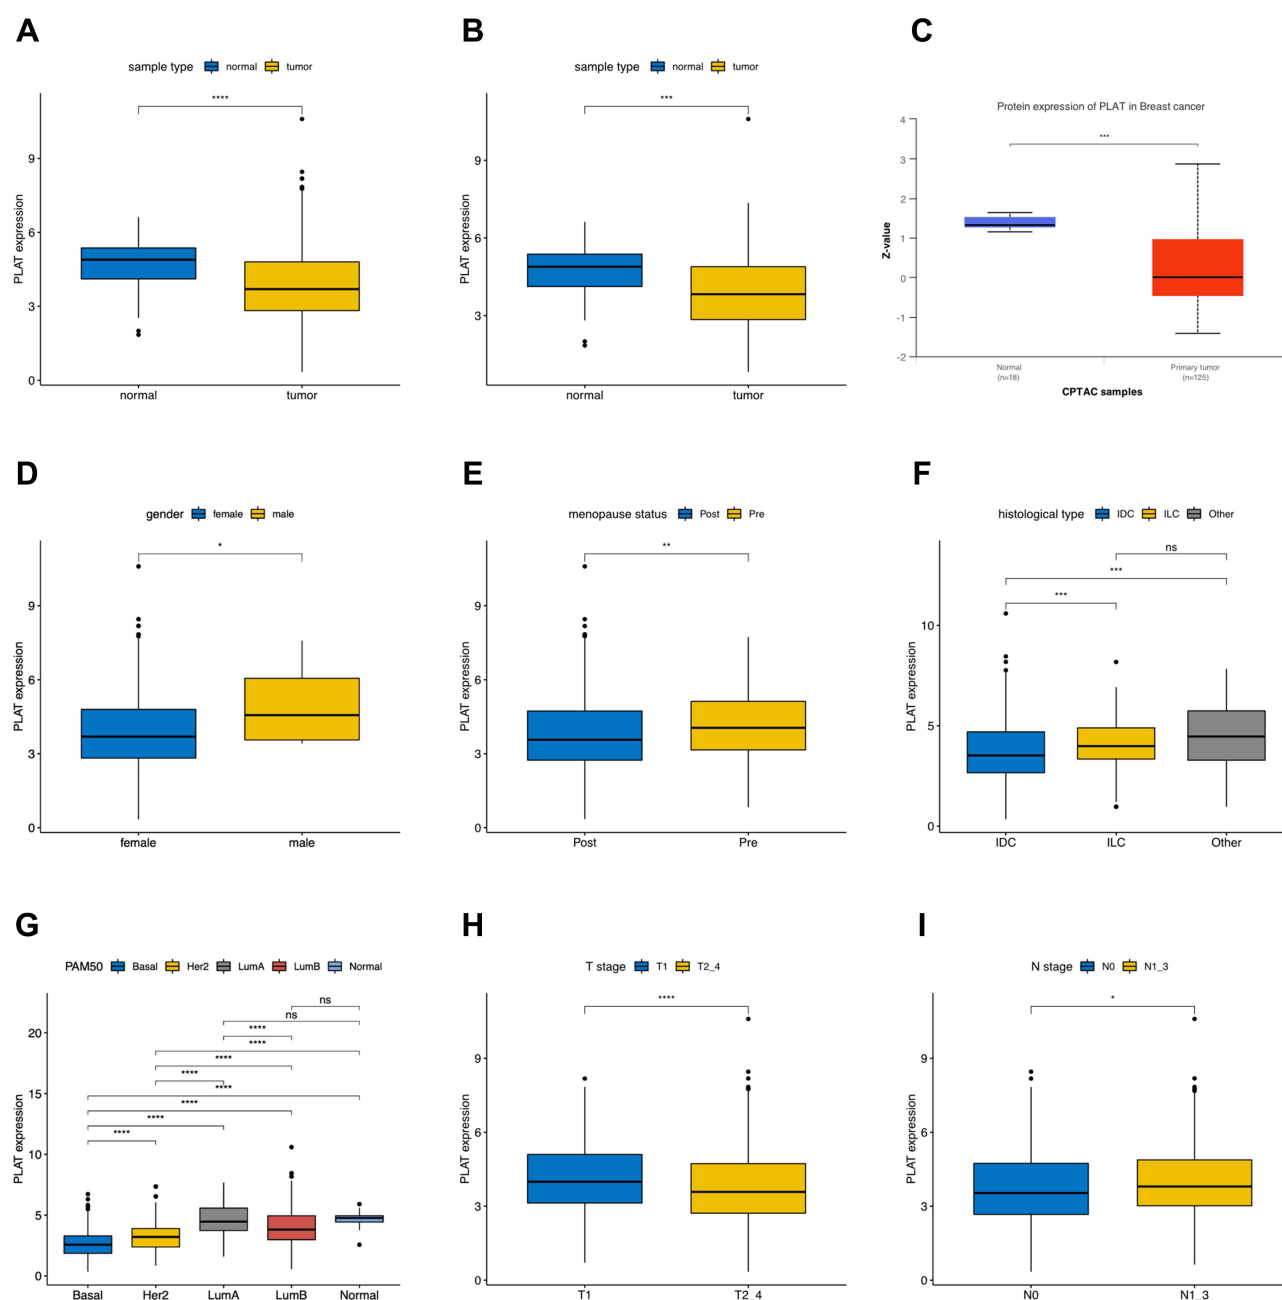 A
sample type normal tumor
****
PLAT expression
9
6
3
0
normal tumor
B
sample type normal tumor
***
PLAT expression
9
6
3
normal tumor
C
Protein expression of PLAT in Breast cancer
***
Z-value
4
3
2
1
0
-1
-2
Normal Primary tumor
(n=18) (n=125)
CPTAC samples
D
gender female male
*
PLAT expression
9
6
3
0
female male
E
menopause status Post Pre
**
PLAT expression
9
6
3
0
Post Pre
F
histological type IDC ILC Other
ns
***
***
PLAT expression
10
5
0
IDC ILC Other
G
PAM50 Basal Her2 LumA LumB Normal
ns
ns
****
****
****
****
****
****
****
****
PLAT expression
20
15
10
5
0
Basal Her2 LumA LumB Normal
H
T stage T1 T2_4
****
PLAT expression
9
6
3
0
T1 T2_4
I
N stage N0 N1_3
*
PLAT expression
9
6
3
0
N0 N1_3